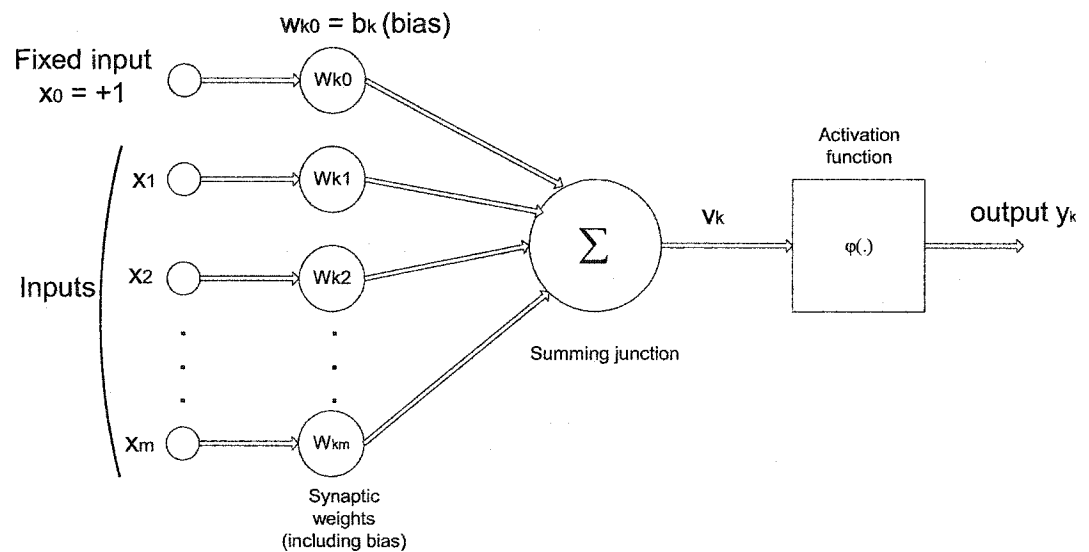 wk0 = bk (bias)
Fixed input
x0 = +1
Wk0
x1
Wk1
x2
Wk2
Inputs
xm
Wkm
Synaptic
weights
(including bias)
Σ
Summing junction
vk
Activation
function
φ(.)
output yk